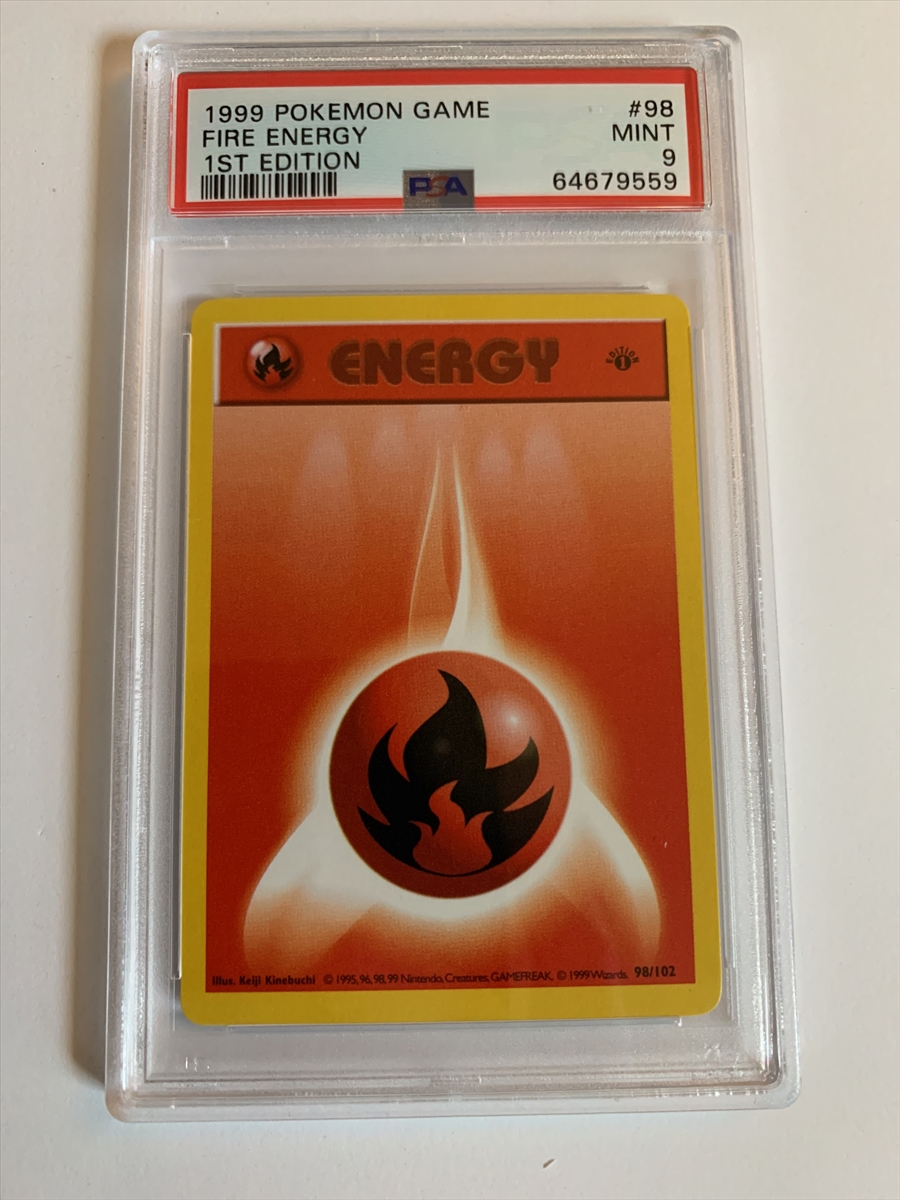 1999 POKEMON GAME #98
FIRE ENERGY MINT
1ST EDITION 9
PSA 64679559
ENERGY
EDITION 1
Illus. Keiji Kinebuchi © 1995, 96, 98, 99 Nintendo, Creatures, GAMEFREAK. © 1999 Wizards. 98/102